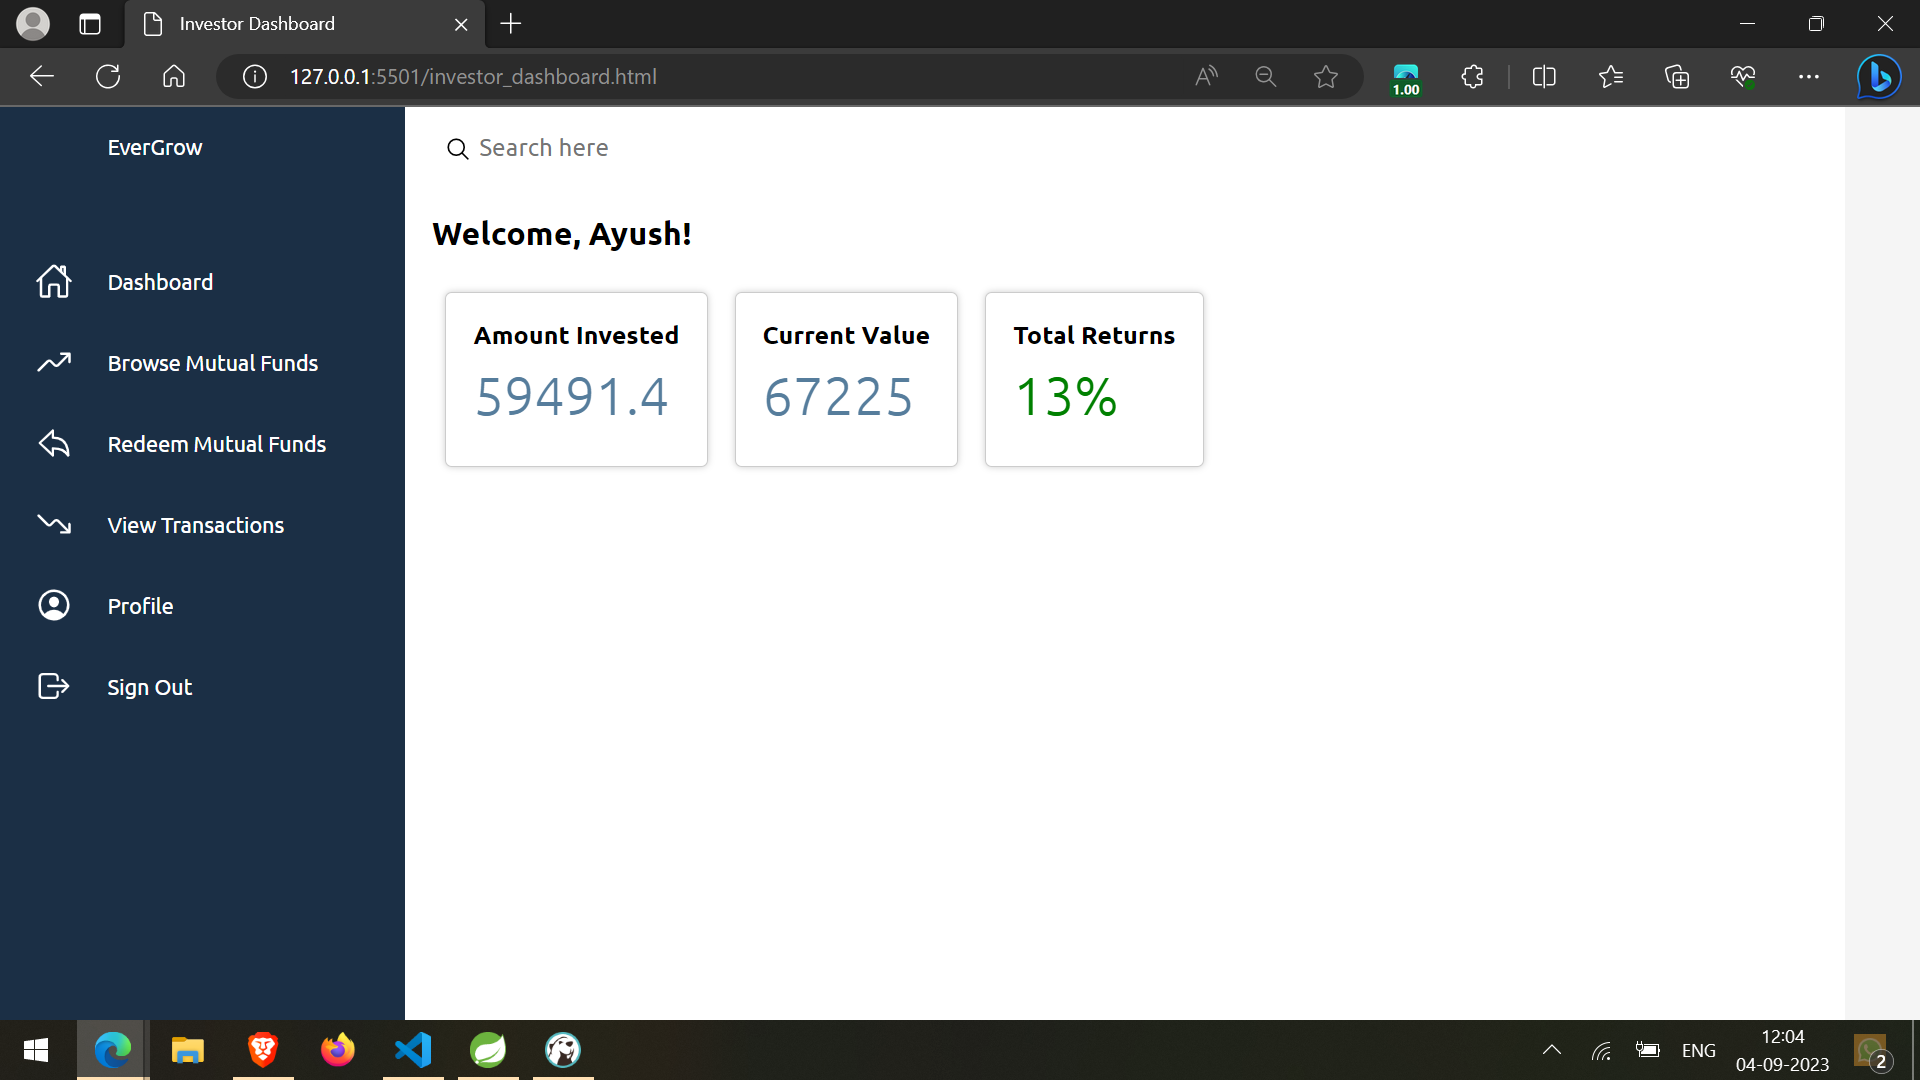 Investor Dashboard
127.0.0.1:5501/investor_dashboard.html
1.00
EverGrow
Search here
Welcome, Ayush!
Dashboard
Browse Mutual Funds
Redeem Mutual Funds
View Transactions
Profile
Sign Out
Amount Invested
59491.4
Current Value
67225
Total Returns
13%
ENG
12:04
04-09-2023
2